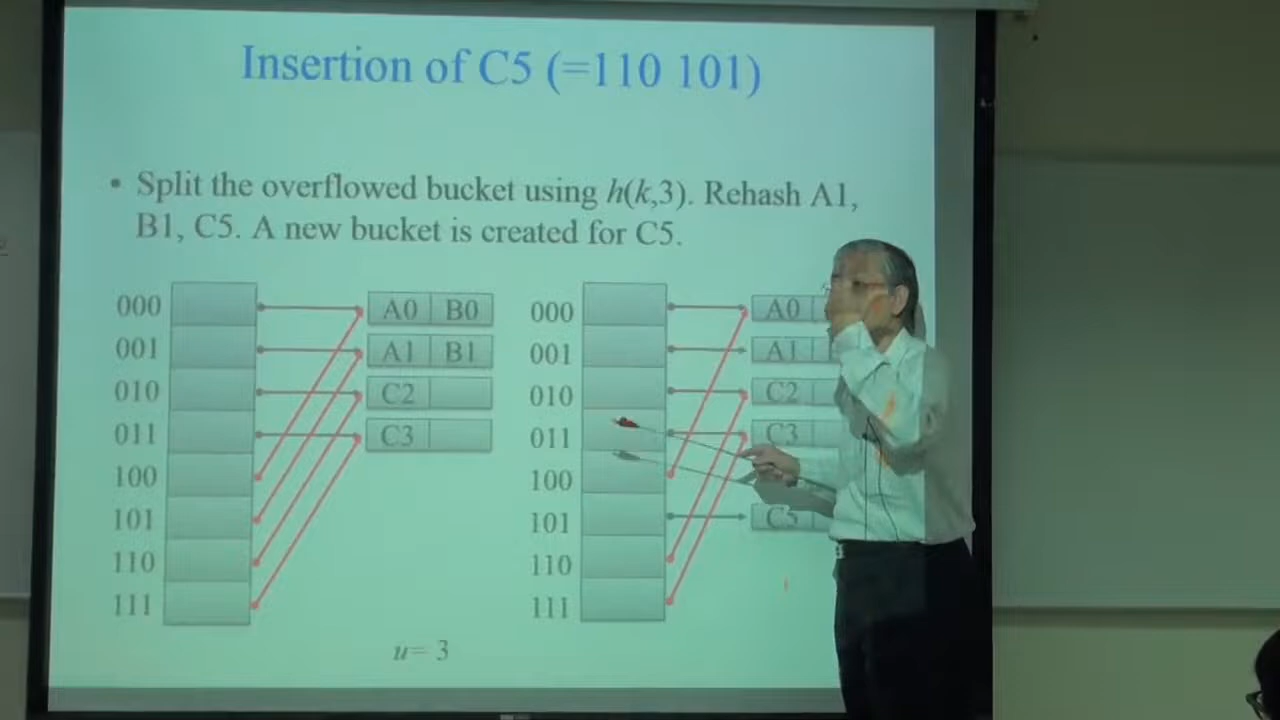 Insertion of C5 (=110 101)
• Split the overflowed bucket using h(k,3). Rehash A1,
B1, C5. A new bucket is created for C5.
000 A0 B0
001 A1 B1
010 C2
011 C3
100
101
110
111
000 A0
001 A1
010 C2
011 C3
100
101 C5
110
111
u= 3